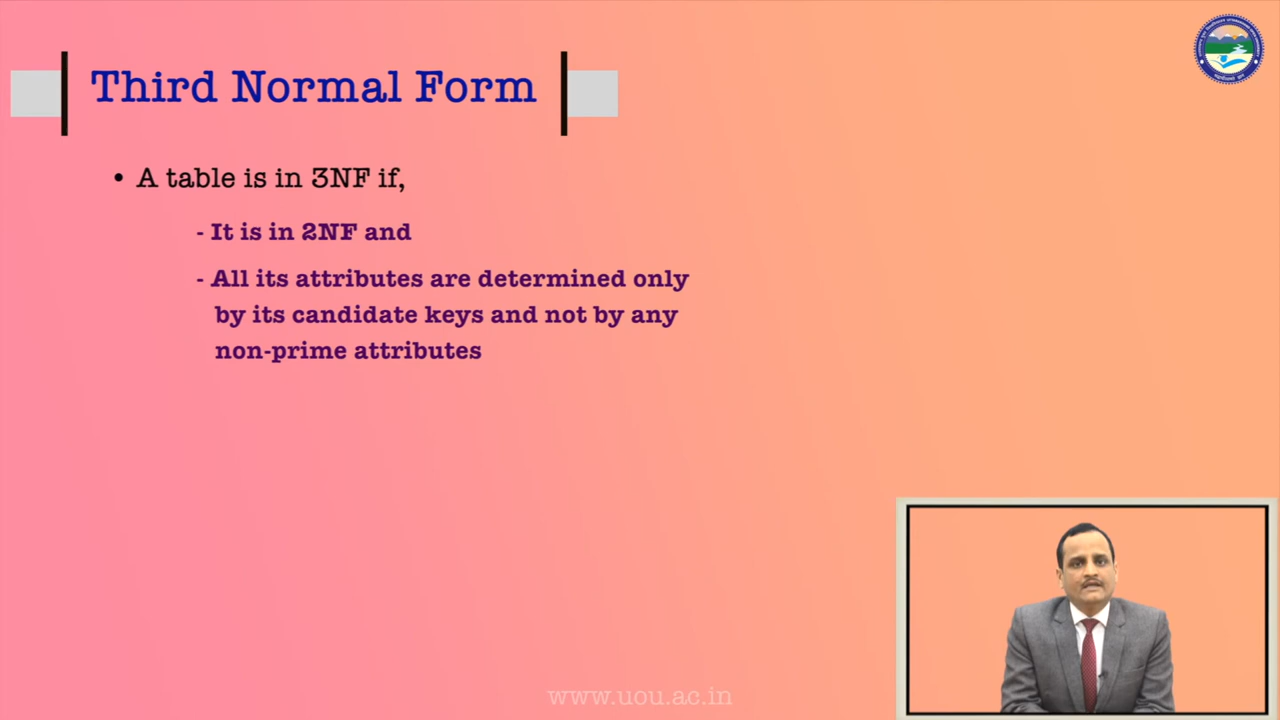 Third Normal Form
• A table is in 3NF if,
- It is in 2NF and
- All its attributes are determined only
by its candidate keys and not by any
non-prime attributes
www.uou.ac.in